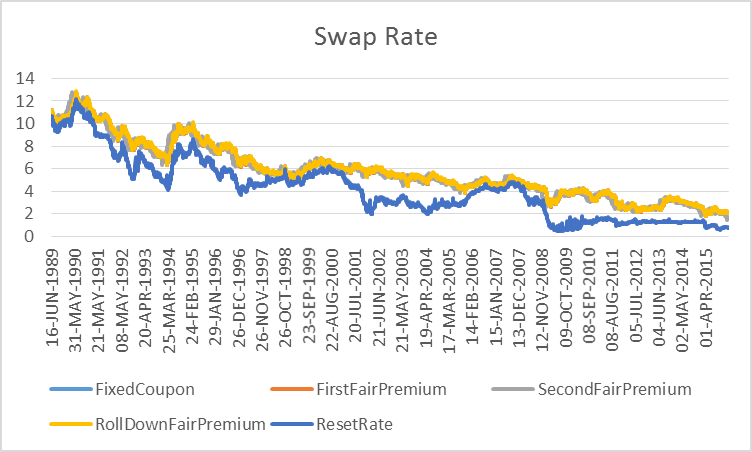 Swap Rate
14
12
10
8
6
4
2
0
16-JUN-1989
31-MAY-1990
21-MAY-1991
08-MAY-1992
20-APR-1993
25-MAR-1994
24-FEB-1995
29-JAN-1996
26-DEC-1996
26-NOV-1997
26-OCT-1998
23-SEP-1999
22-AUG-2000
20-JUL-2001
21-JUN-2002
21-MAY-2003
19-APR-2004
17-MAR-2005
14-FEB-2006
15-JAN-2007
13-DEC-2007
12-NOV-2008
09-OCT-2009
08-SEP-2010
08-AUG-2011
05-JUL-2012
04-JUN-2013
02-MAY-2014
01-APR-2015
FixedCoupon FirstFairPremium SecondFairPremium
RollDownFairPremium ResetRate